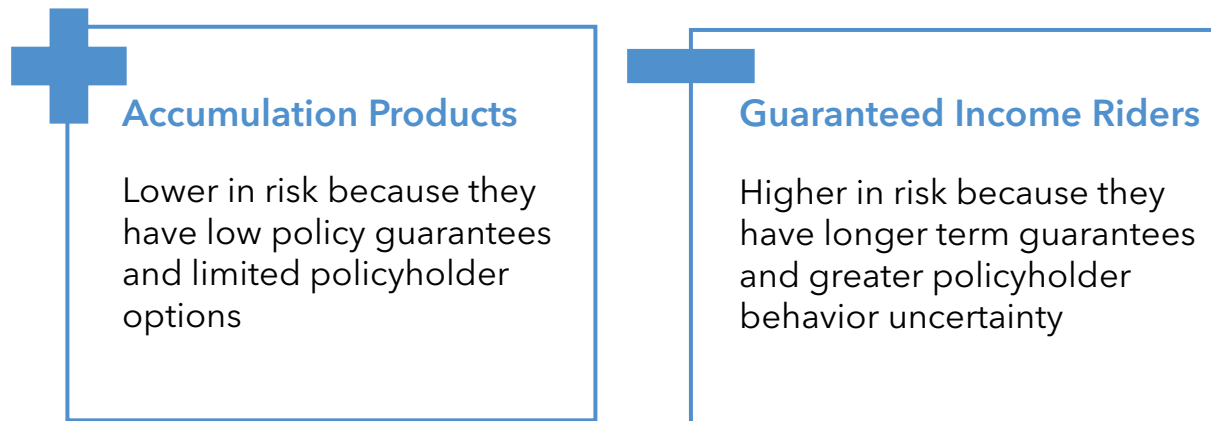 Accumulation Products
Lower in risk because they
have low policy guarantees
and limited policyholder
options
Guaranteed Income Riders
Higher in risk because they
have longer term guarantees
and greater policyholder
behavior uncertainty